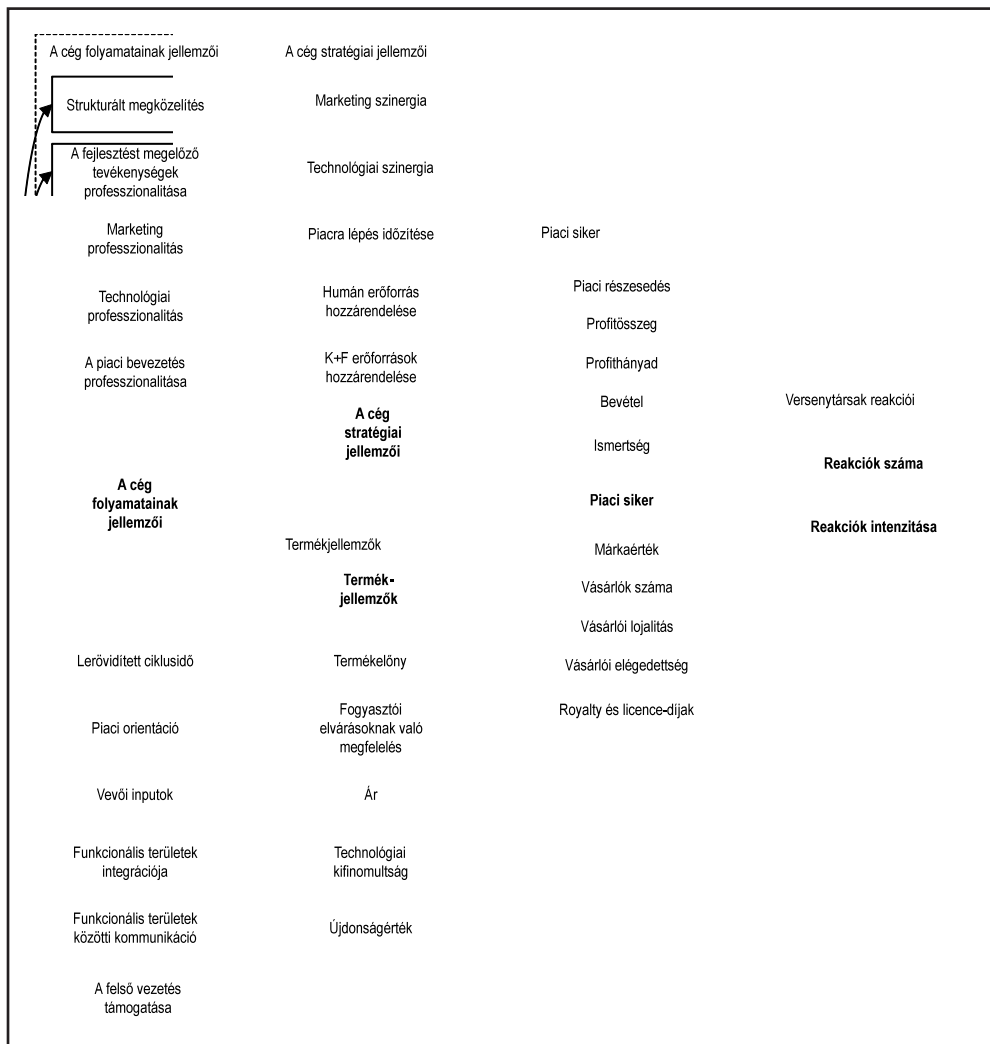 A cég folyamatainak jellemzői
Strukturált megközelítés
A fejlesztést megelőző
tevékenységek
professzionalitása
Marketing
professzionalitás
Technológiai
professzionalitás
A piaci bevezetés
professzionalitása
A cég
folyamatainak
jellemzői
Lerövidített ciklusidő
Piaci orientáció
Vevői inputok
Funkcionális területek
integrációja
Funkcionális területek
közötti kommunikáció
A felső vezetés
támogatása
A cég stratégiai jellemzői
Marketing szinergia
Technológiai szinergia
Piacra lépés időzítése
Humán erőforrás
hozzárendelése
K+F erőforrások
hozzárendelése
A cég
stratégiai
jellemzői
Termékjellemzők
Termék-
jellemzők
Termékelőny
Fogyasztói
elvárásoknak való
megfelelés
Ár
Technológiai
kifinomultság
Újdonságérték
Piaci siker
Piaci részesedés
Profitösszeg
Profithányad
Bevétel
Ismertség
Piaci siker
Márkaérték
Vásárlók száma
Vásárlói lojalitás
Vásárlói elégedettség
Royalty és licence-díjak
Versenytársak reakciói
Reakciók száma
Reakciók intenzitása